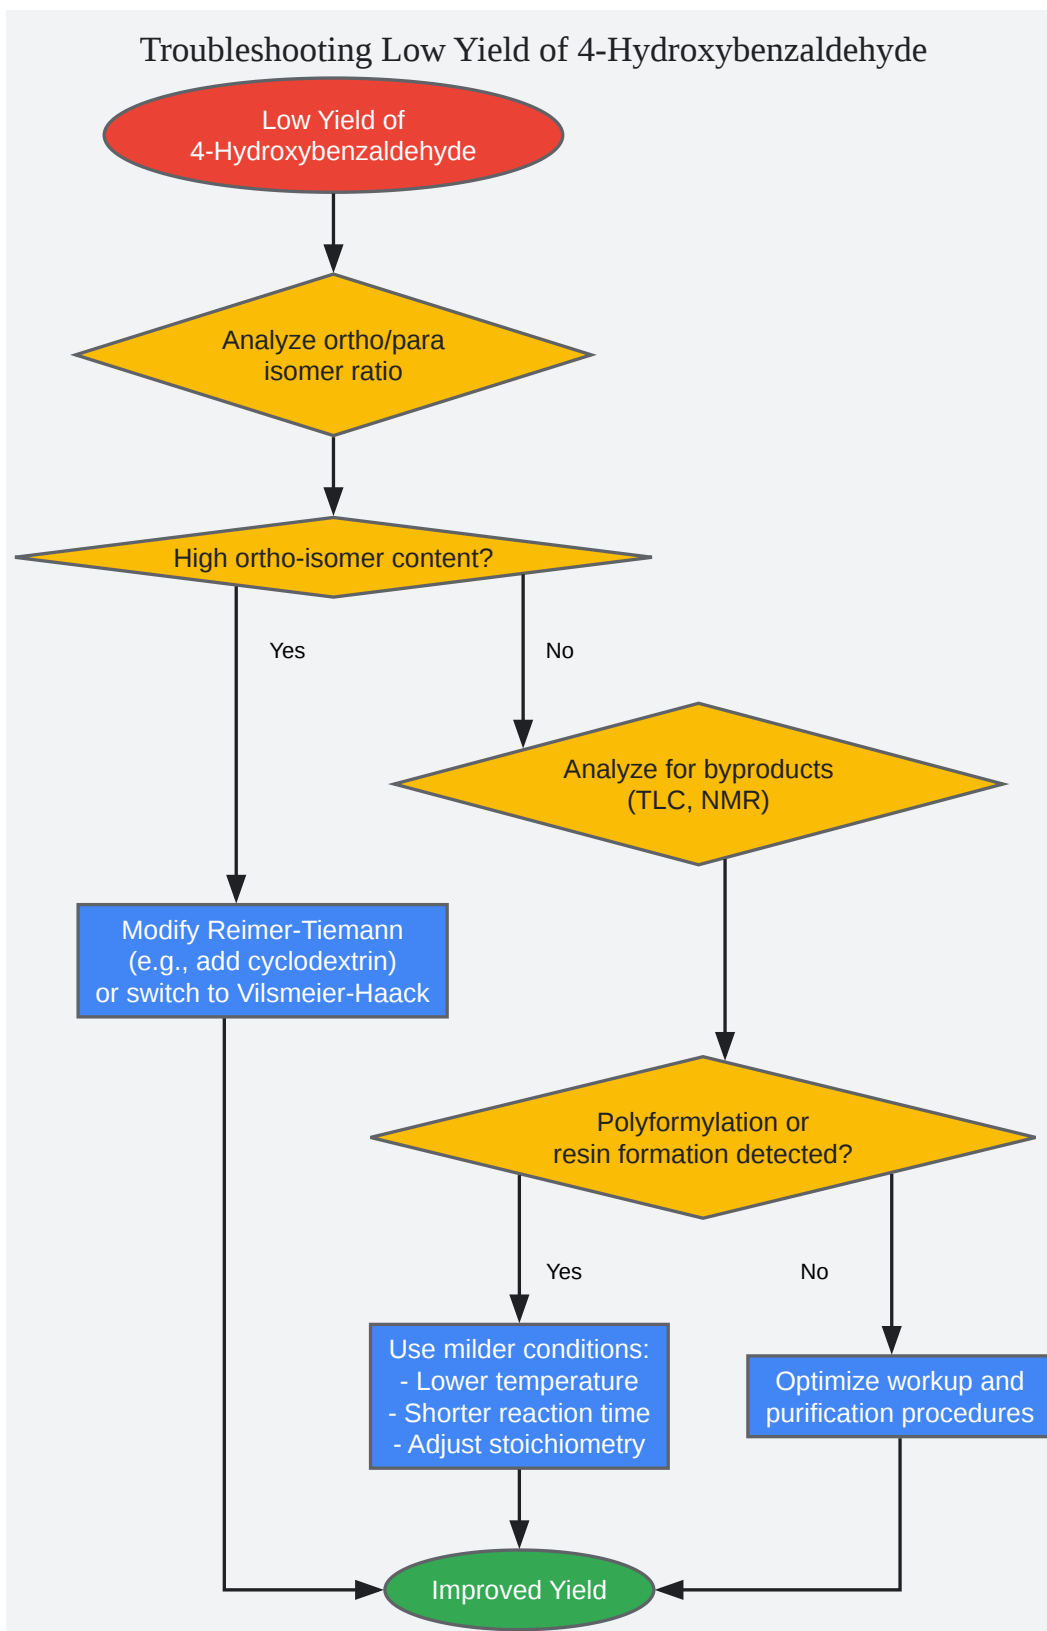 Troubleshooting Low Yield of 4-Hydroxybenzaldehyde
Low Yield of
4-Hydroxybenzaldehyde
Analyze ortho/para
isomer ratio
High ortho-isomer content?
Yes
No
Analyze for byproducts
(TLC, NMR)
Modify Reimer-Tiemann
(e.g., add cyclodextrin)
or switch to Vilsmeier-Haack
Polyformylation or
resin formation detected?
Yes
No
Use milder conditions:
- Lower temperature
- Shorter reaction time
- Adjust stoichiometry
Optimize workup and
purification procedures
Improved Yield